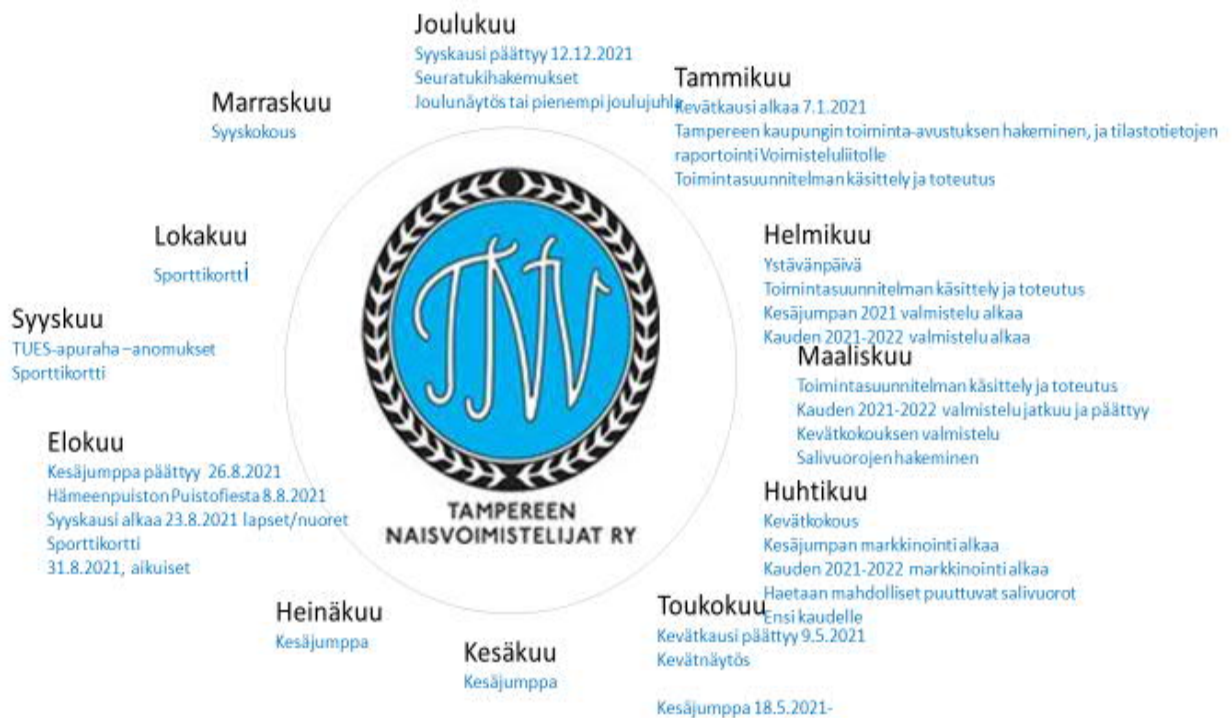 Joulukuu
Syyskausi päättyy 12.12.2021
Seuratukihakemukset
Joulunäytös tai pienempi joulujuhla
Tammikuu
Kevätkausi alkaa 7.1.2021
Tampereen kaupungin toiminta-avustuksen hakeminen, ja tilastotietojen
raportointi Voimisteluliitolle
Toimintasuunnitelman käsittely ja toteutus
Helmikuu
Ystävänpäivä
Toimintasuunnitelman käsittely ja toteutus
Kesäjumpan 2021 valmistelu alkaa
Kauden 2021-2022 valmistelu alkaa
Maaliskuu
Toimintasuunnitelman käsittely ja toteutus
Kauden 2021-2022 valmistelu jatkuu ja päättyy
Kevätkokouksen valmistelu
Salivuorojen hakeminen
Huhtikuu
Kevätkokous
Kesäjumpan markkinointi alkaa
Kauden 2021-2022 markkinointi alkaa
Haetaan mahdolliset puuttuvat salivuorot
Ensi kaudelle
Toukokuu
Kevätkausi päättyy 9.5.2021
Kevätnäytös
Kesäjumppa 18.5.2021-
Kesäkuu
Kesäjumppa
Heinäkuu
Kesäjumppa
Elokuu
Kesäjumppa päättyy 26.8.2021
Hämeenpuiston Puistofiesta 8.8.2021
Syyskausi alkaa 23.8.2021 lapset/nuoret
Sporttikortti
31.8.2021, aikuiset
Syyskuu
TUES-apuraha –anomukset
Sporttikortti
Lokakuu
Sporttikortti
Marraskuu
Syyskokous
TNV
TAMPEREEN
NAISVOIMISTELIJAT RY